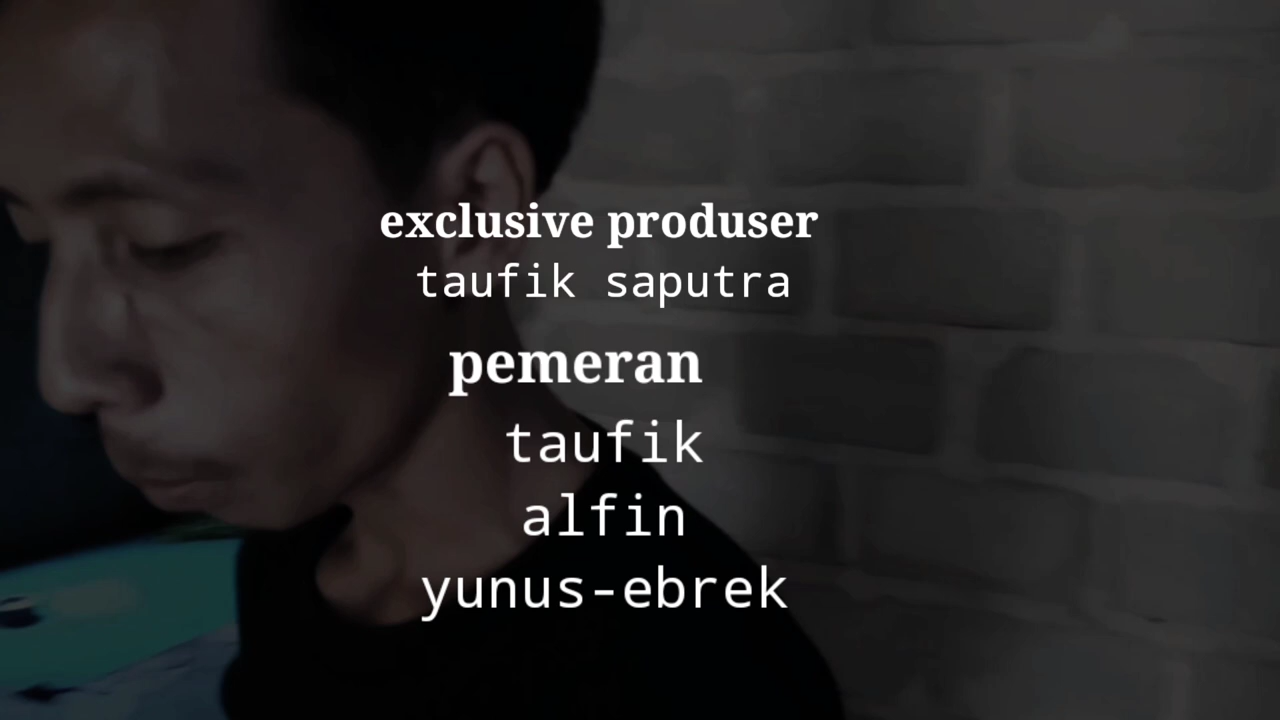 exclusive produser
taufik saputra
pemeran
taufik
alfin
yunus-ebrek